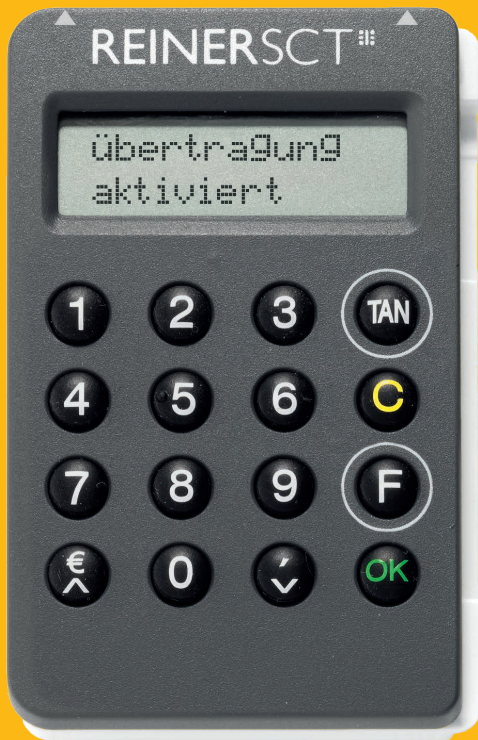 REINERSCT
übertragung
aktiviert
1 2 3 TAN
4 5 6 C
7 8 9 F
€ 0 ,
OK